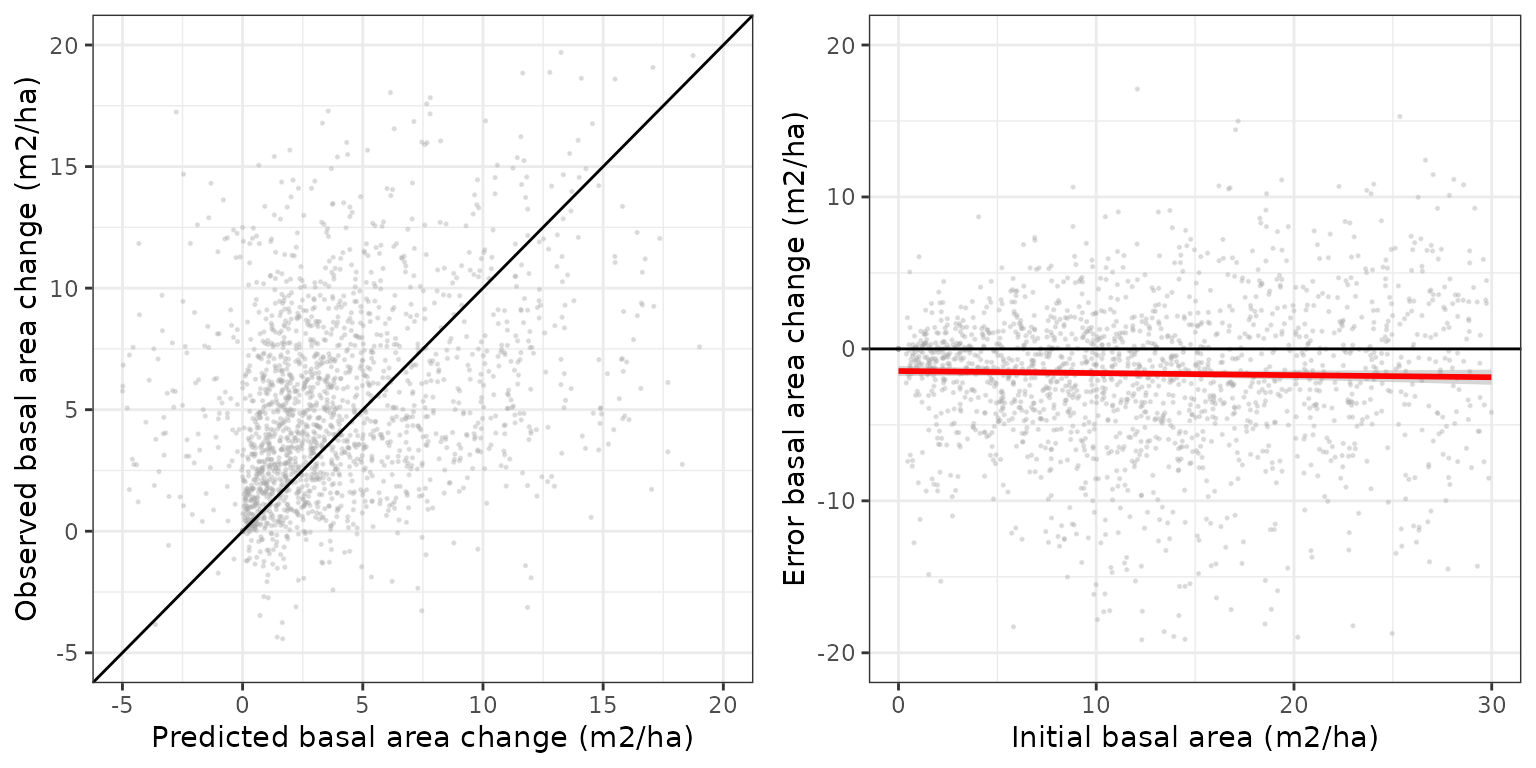 20
15
10
5
0
-5
Observed basal area change (m2/ha)
-5 0 5 10 15 20
Predicted basal area change (m2/ha)
20
10
0
-10
-20
Error basal area change (m2/ha)
0 10 20 30
Initial basal area (m2/ha)